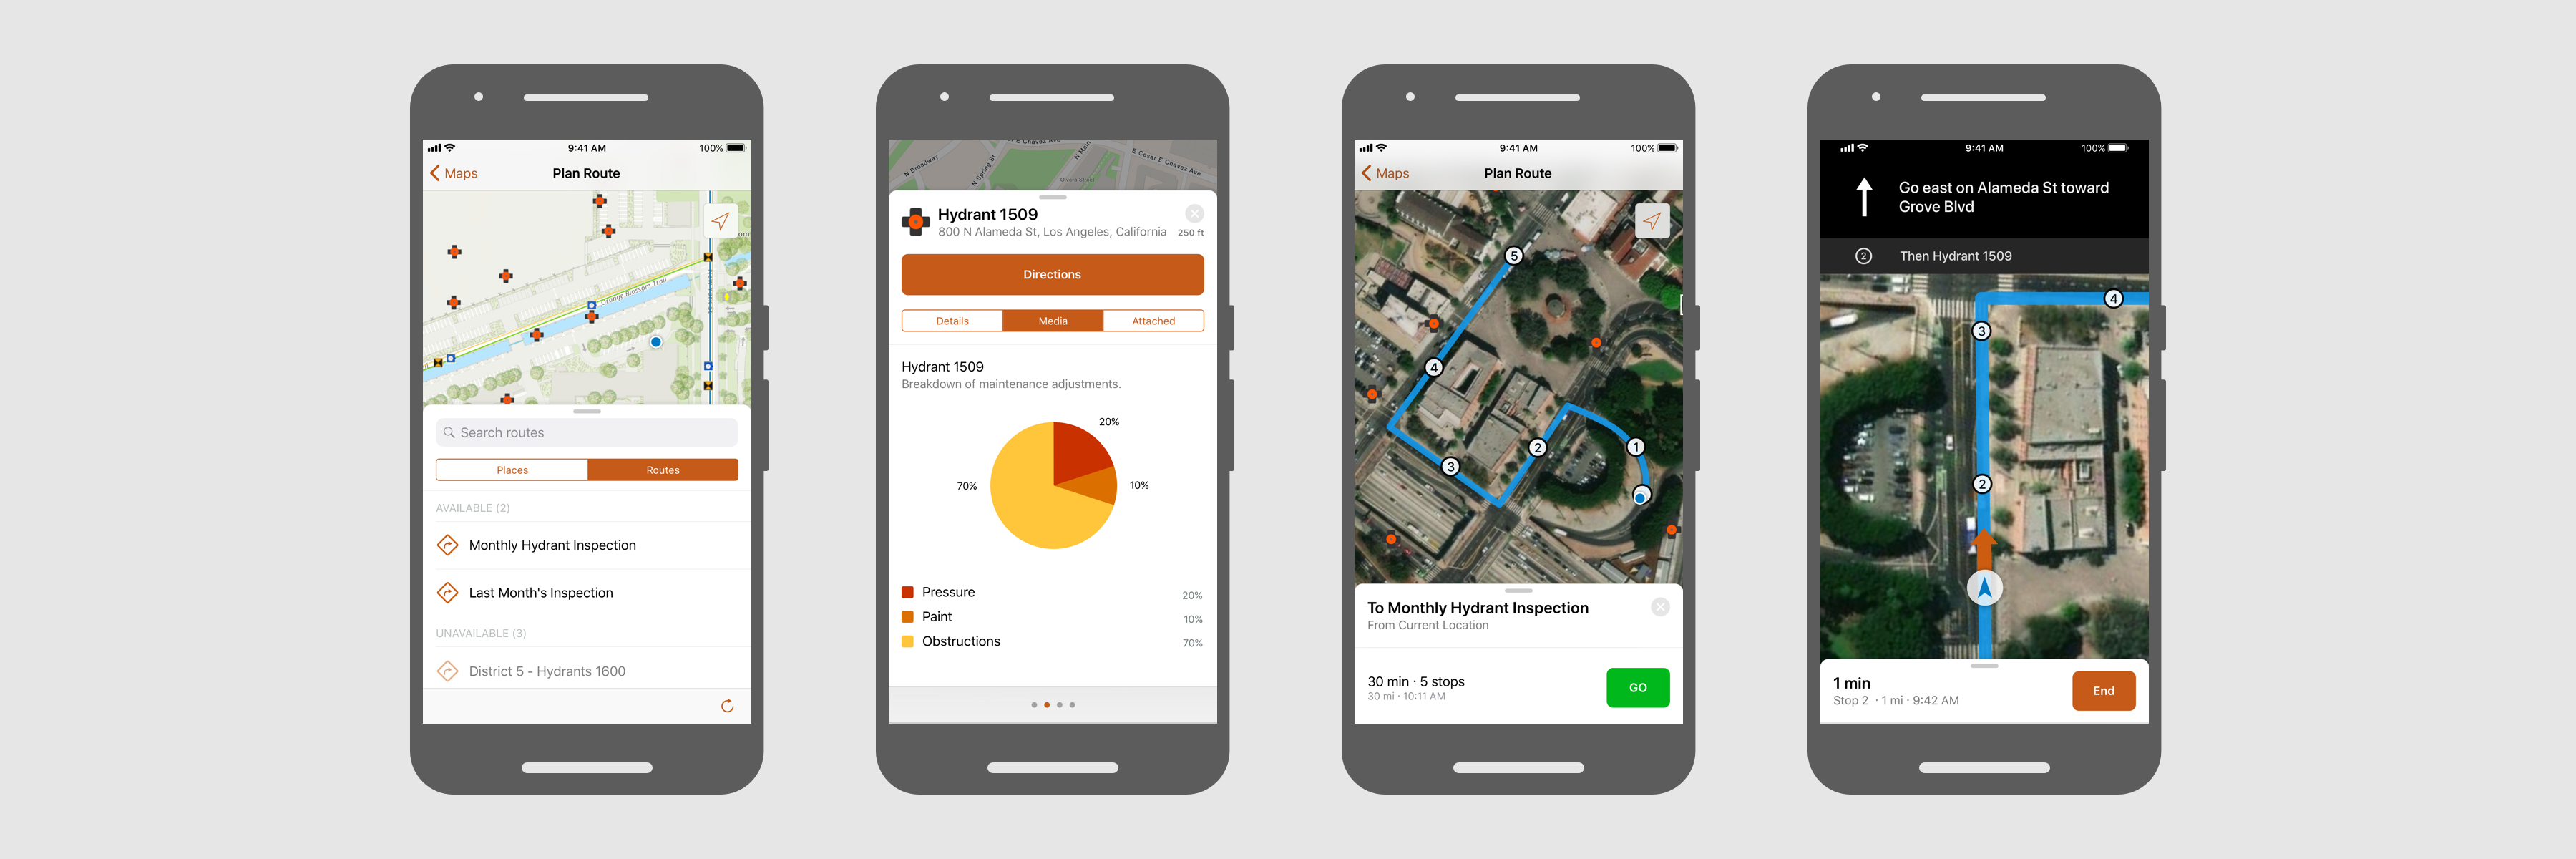 9:41 AM
100%
Maps
Plan Route
Orange Blossom Trail
Search routes
Places
Routes
AVAILABLE (2)
Monthly Hydrant Inspection
Last Month's Inspection
UNAVAILABLE (3)
District 5 - Hydrants 1600
E Chavez Ave
N Broadway
N Spring St
N Main
Olvera Street
E Cesar E Chavez Ave
Hydrant 1509
800 N Alameda St, Los Angeles, California
250 ft
Directions
Details
Media
Attached
Hydrant 1509
Breakdown of maintenance adjustments.
20%
70%
10%
Pressure
20%
Paint
10%
Obstructions
70%
9:41 AM
100%
Maps
Plan Route
5
4
3
2
1
To Monthly Hydrant Inspection
From Current Location
30 min · 5 stops
30 mi · 10:11 AM
GO
9:41 AM
100%
Go east on Alameda St toward
Grove Blvd
2
Then Hydrant 1509
4
3
2
1 min
Stop 2 · 1 mi · 9:42 AM
End